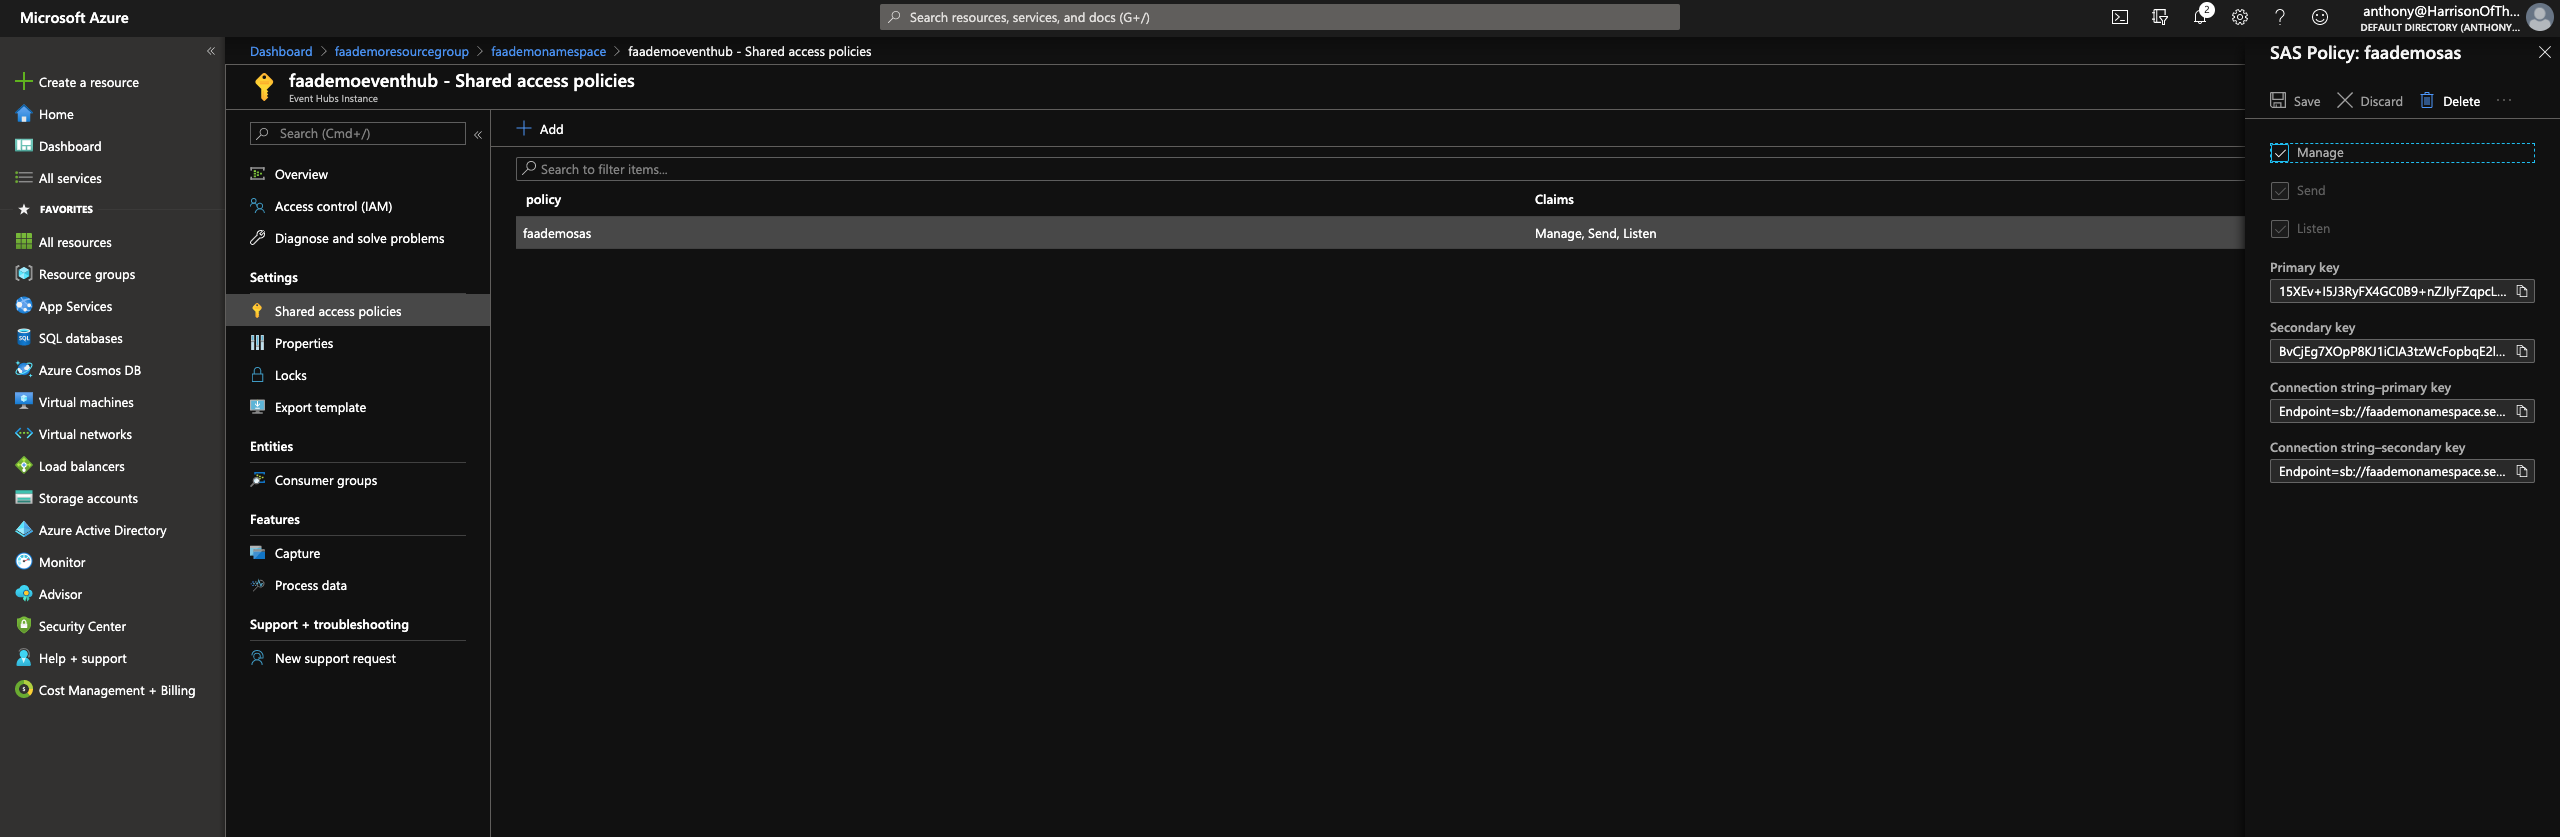 Microsoft Azure
Search resources, services, and docs (G+/)
2
anthony@HarrisonOfTh...
DEFAULT DIRECTORY (ANTHONY...
«
Create a resource
Home
Dashboard
All services
FAVORITES
All resources
Resource groups
App Services
SQL databases
Azure Cosmos DB
Virtual machines
Virtual networks
Load balancers
Storage accounts
Azure Active Directory
Monitor
Advisor
Security Center
Help + support
Cost Management + Billing
Dashboard > faademoresourcegroup > faademonamespace > faademoeventhub - Shared access policies
faademoeventhub - Shared access policies
Event Hubs Instance
Search (Cmd+/)
«
Overview
Access control (IAM)
Diagnose and solve problems
Settings
Shared access policies
Properties
Locks
Export template
Entities
Consumer groups
Features
Capture
Process data
Support + troubleshooting
New support request
Add
Search to filter items...
policy Claims
faademosas Manage, Send, Listen
SAS Policy: faademosas
Save Discard Delete ...
Manage
Send
Listen
Primary key
15XEv+I5J3RyFX4GC0B9+nZJlyFZqpcL...
Secondary key
BvCjEg7XOpP8KJ1iCIA3tzWcFopbqE2l...
Connection string–primary key
Endpoint=sb://faademonamespace.se...
Connection string–secondary key
Endpoint=sb://faademonamespace.se...